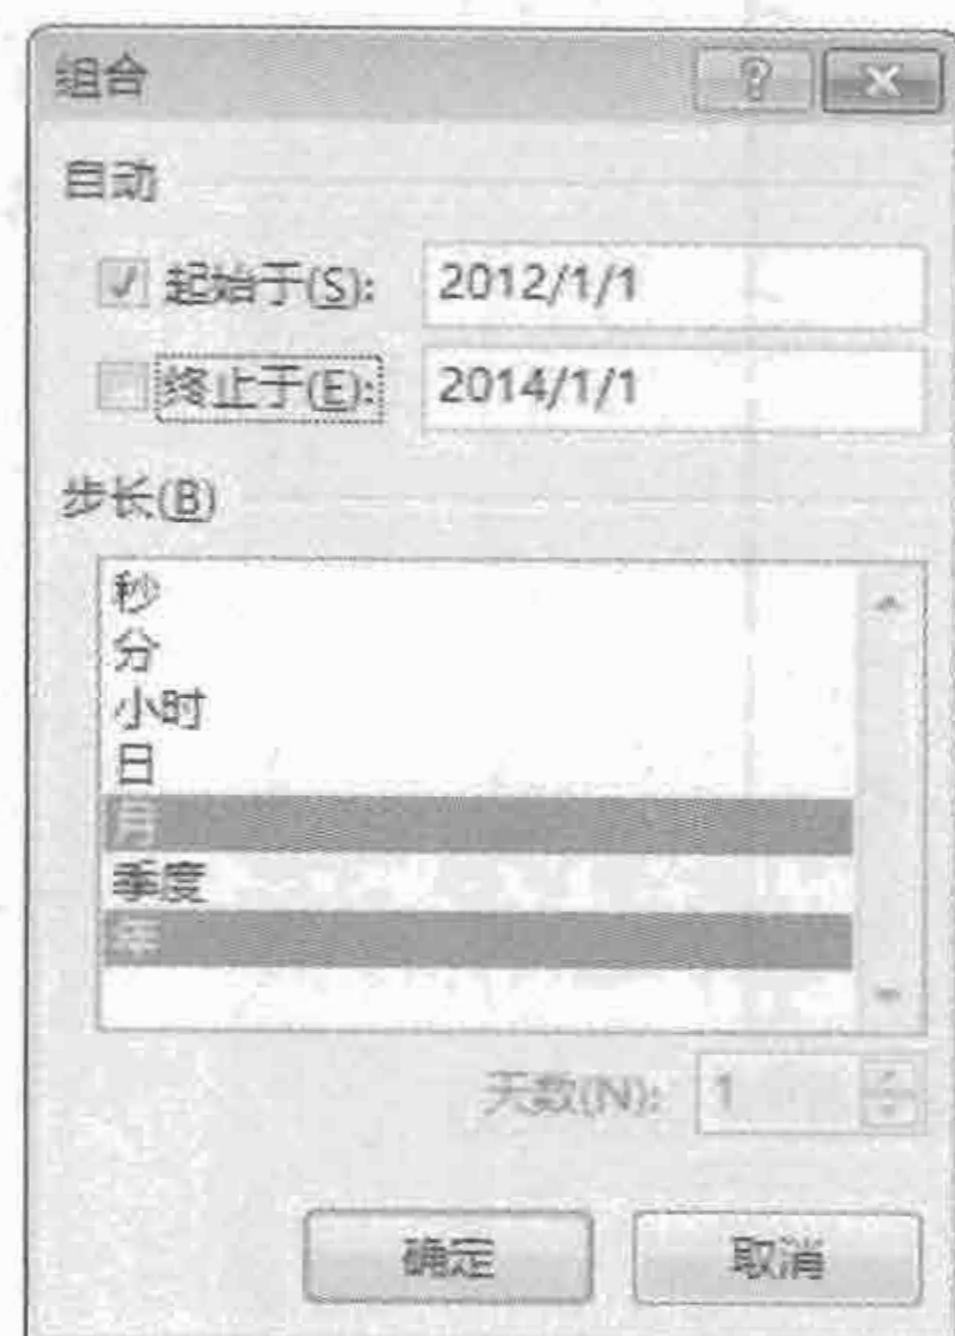 组合
自动
起始于(S): 2012/1/1
终止于(E): 2014/1/1
步长(B)
秒
分
小时
日
月
季度
年
天数(N): 1
确定 取消